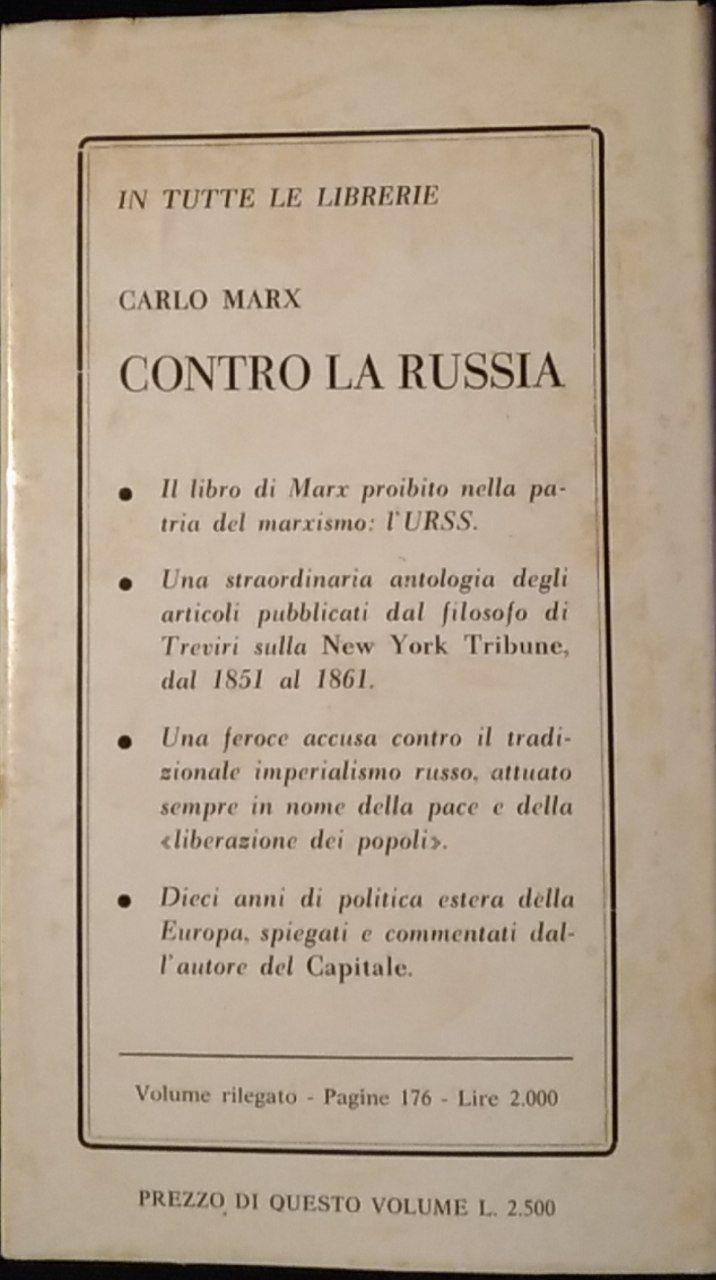 IN TUTTE LE LIBRERIE
CARLO MARX
CONTRO LA RUSSIA
● Il libro di Marx proibito nella pa-
tria del marxismo: l'URSS.
● Una straordinaria antologia degli
articoli pubblicati dal filosofo di
Treviri sulla New York Tribune,
dal 1851 al 1861.
● Una feroce accusa contro il tradi-
zionale imperialismo russo, attuato
sempre in nome della pace e della
«liberazione dei popoli».
● Dieci anni di politica estera della
Europa, spiegati e commentati dal-
l'autore del Capitale.
Volume rilegato - Pagine 176 - Lire 2.000
PREZZO DI QUESTO VOLUME L. 2.500